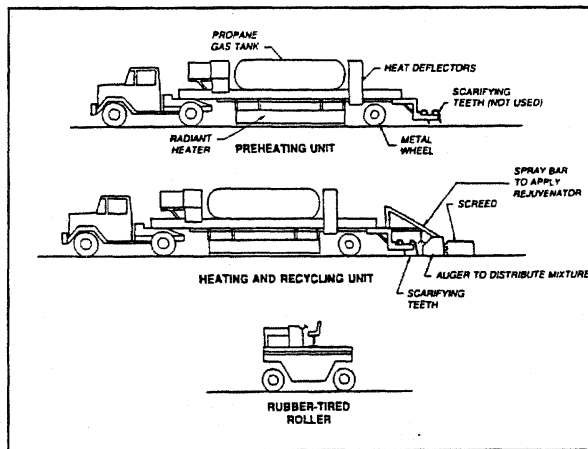 PROPANE
GAS TANK
HEAT DEFLECTORS
SCARIFYING
TEETH (NOT USED)
RADIANT
HEATER
METAL
WHEEL
PREHEATING UNIT
SPRAY BAR
TO APPLY
REJUVENATOR
SCREED
HEATING AND RECYCLING UNIT
AUGER TO DISTRIBUTE MIXTURE
SCARIFYING
TEETH
RUBBER-TIRED
ROLLER